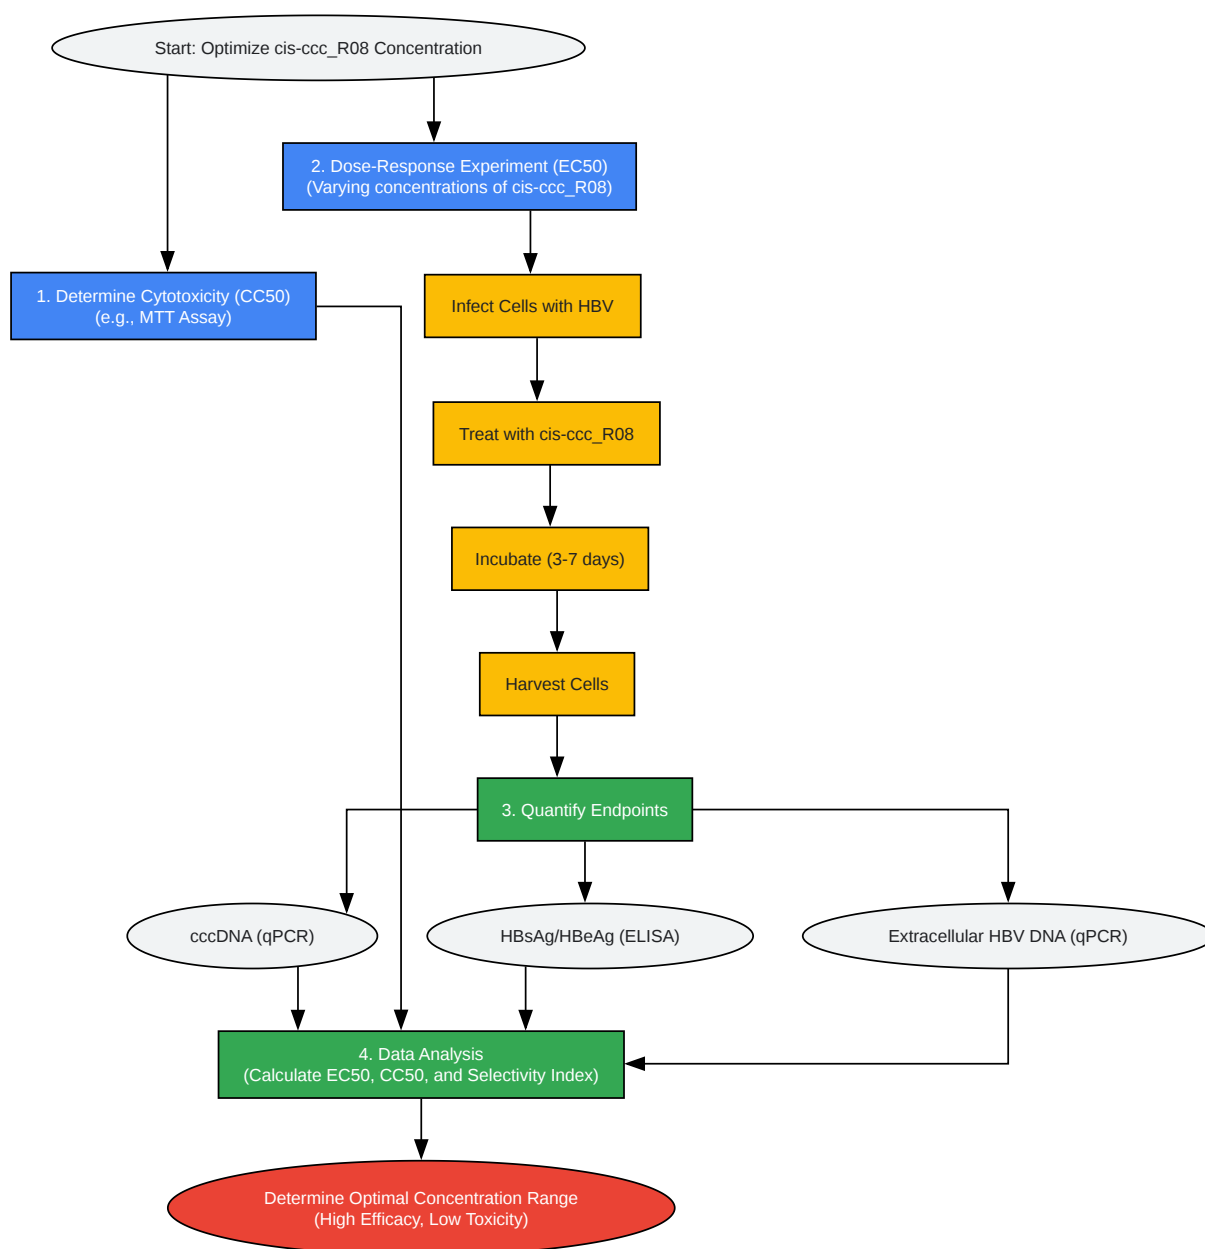 Start: Optimize cis-ccc_R08 Concentration
2. Dose-Response Experiment (EC50)
(Varying concentrations of cis-ccc_R08)
1. Determine Cytotoxicity (CC50)
(e.g., MTT Assay)
Infect Cells with HBV
Treat with cis-ccc_R08
Incubate (3-7 days)
Harvest Cells
3. Quantify Endpoints
cccDNA (qPCR)
HBsAg/HBeAg (ELISA)
Extracellular HBV DNA (qPCR)
4. Data Analysis
(Calculate EC50, CC50, and Selectivity Index)
Determine Optimal Concentration Range
(High Efficacy, Low Toxicity)